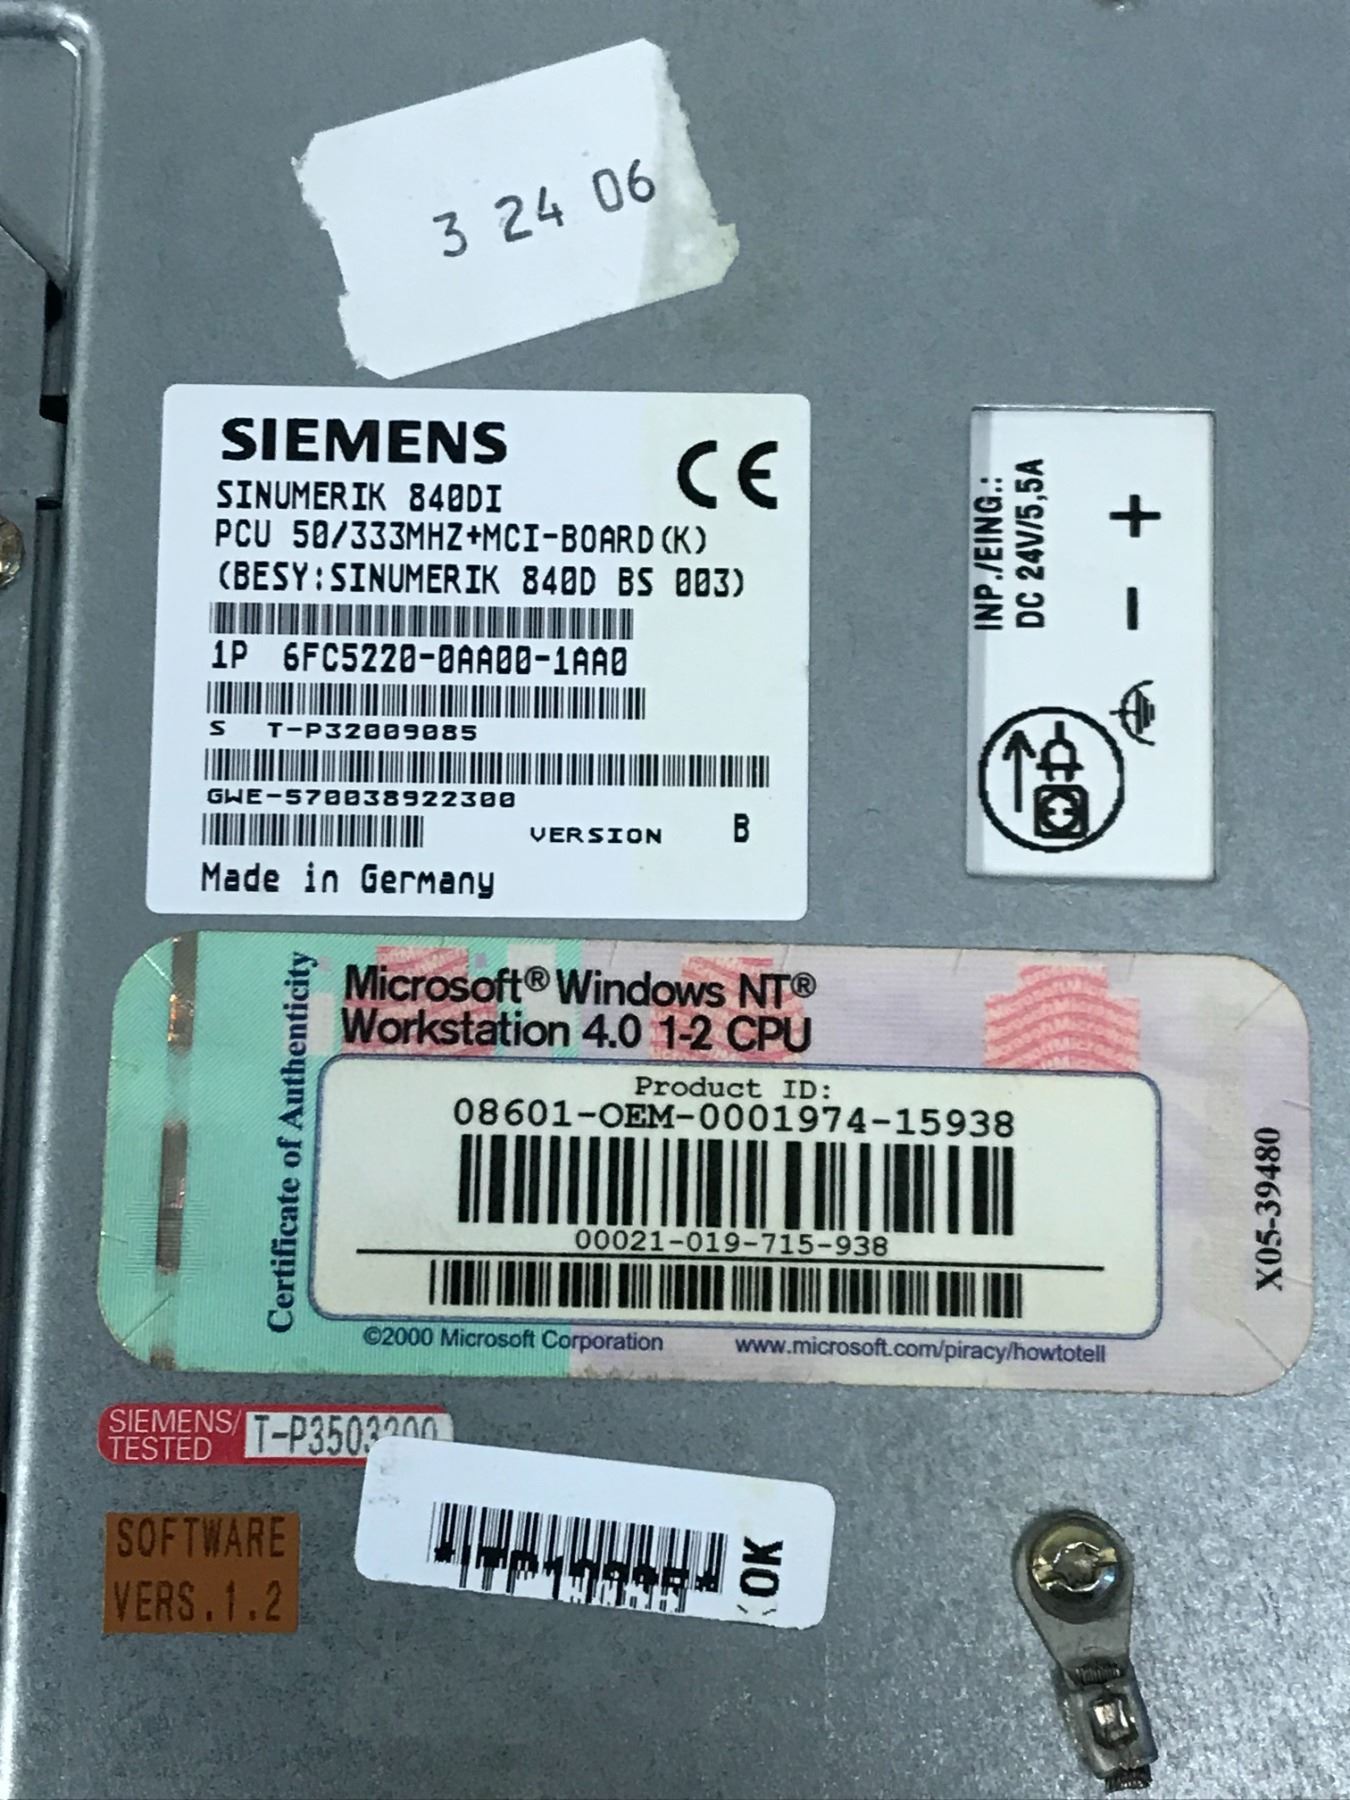 3 24 06
SIEMENS
CE
SINUMERIK 840DI
PCU 50/333MHZ+MCI-BOARD(K)
(BESY:SINUMERIK 840D BS 003)
1P 6FC5220-0AA00-1AA0
S T-P32009085
GWE-570038922300
VERSION B
Made in Germany
INP./EING.:
DC 24V/5,5A
+ -
Certificate of Authenticity
Microsoft® Windows NT®
Workstation 4.0 1-2 CPU
Product ID:
08601-OEM-0001974-15938
00021-019-715-938
©2000 Microsoft Corporation www.microsoft.com/piracy/howtotell
X05-39480
SIEMENS/
TESTED
SOFTWARE
VERS.1.2
OK